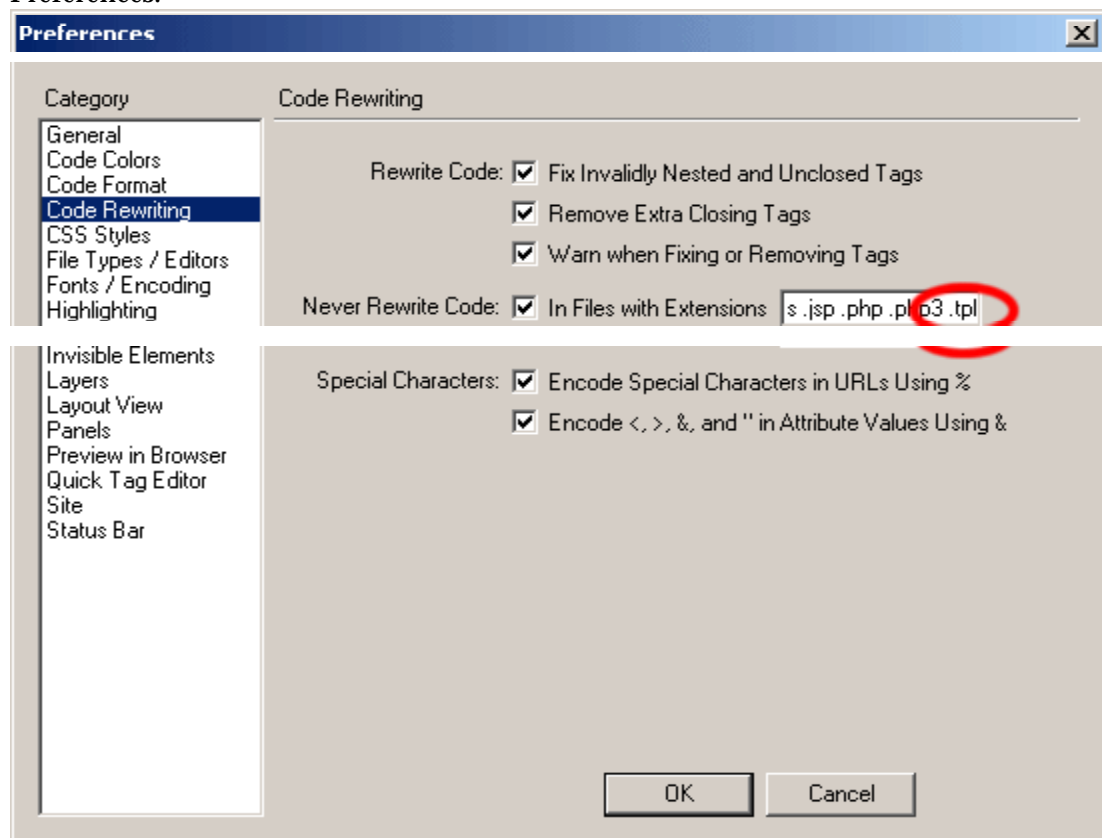 Preferences.
Preferences
Category
General
Code Colors
Code Format
Code Rewriting
CSS Styles
File Types / Editors
Fonts / Encoding
Highlighting
Invisible Elements
Layers
Layout View
Panels
Preview in Browser
Quick Tag Editor
Site
Status Bar
Code Rewriting
Rewrite Code: Fix Invalidly Nested and Unclosed Tags
Remove Extra Closing Tags
Warn when Fixing or Removing Tags
Never Rewrite Code: In Files with Extensions s .jsp .php .php3 .tpl
Special Characters: Encode Special Characters in URLs Using %
Encode <, >, &, and " in Attribute Values Using &
OK Cancel